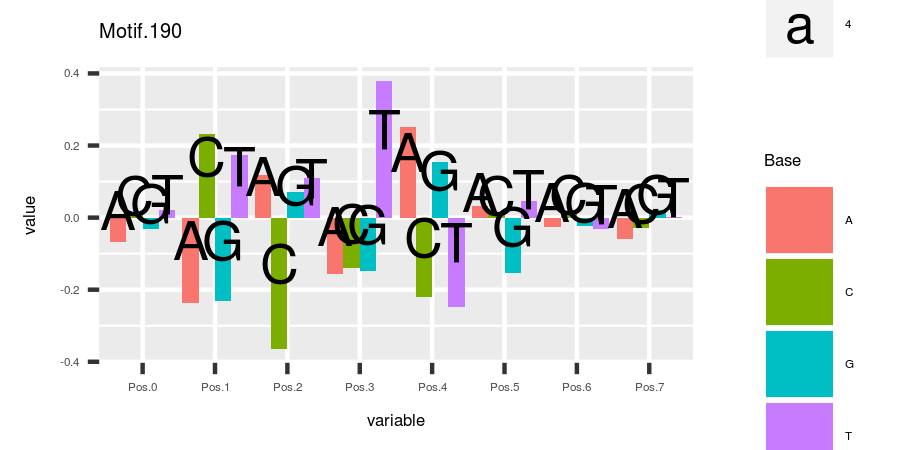 Motif.190
a 4
0.4
0.2
0.0
-0.2
-0.4
value
A C G T A C G T A C G T A C G T A C G T A C G T A C G T A C G T
Pos.0 Pos.1 Pos.2 Pos.3 Pos.4 Pos.5 Pos.6 Pos.7
variable
Base
A
C
G
T